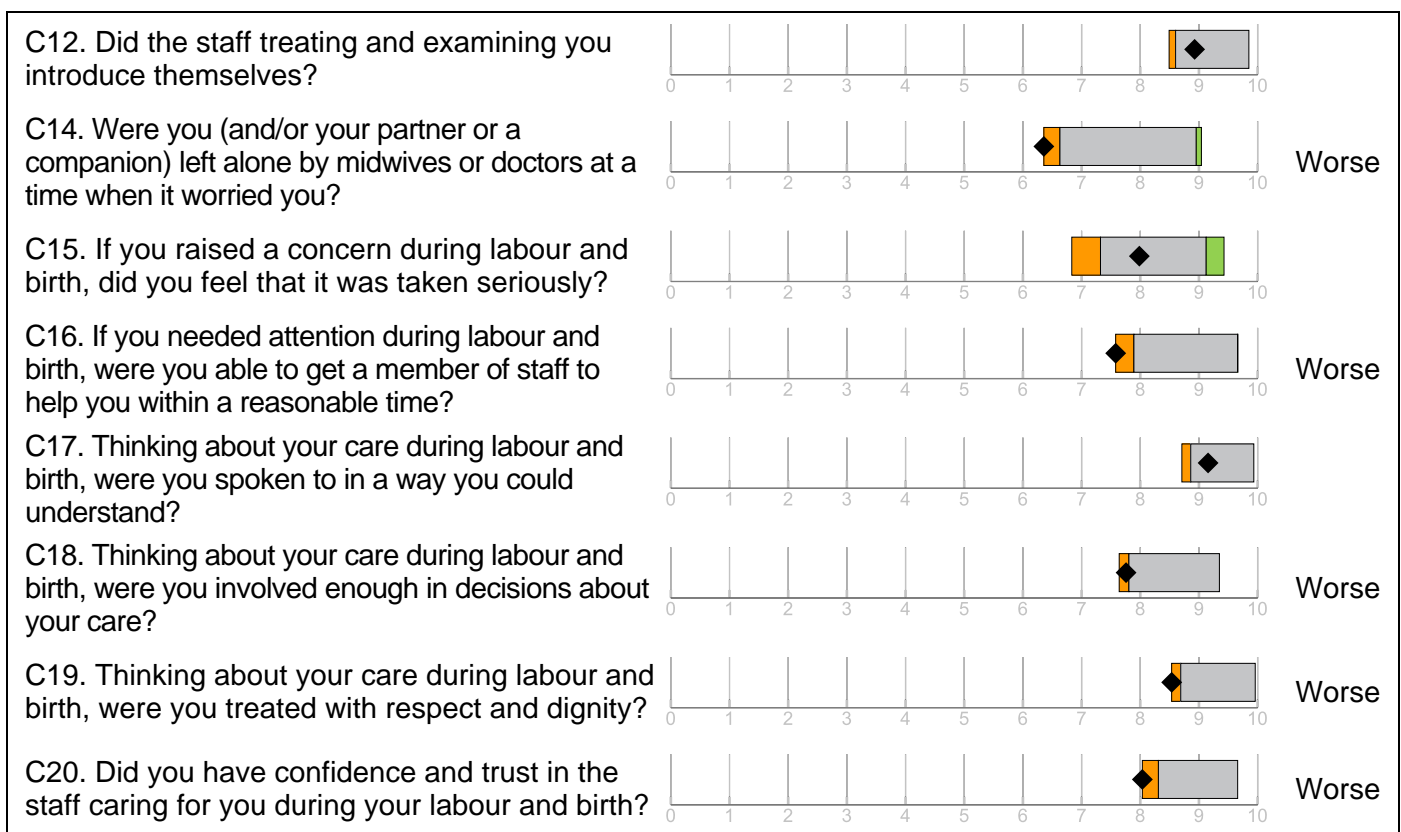 C12. Did the staff treating and examining you
introduce themselves?
0 1 2 3 4 5 6 7 8 9 10
C14. Were you (and/or your partner or a
companion) left alone by midwives or doctors at a
time when it worried you?
0 1 2 3 4 5 6 7 8 9 10
Worse
C15. If you raised a concern during labour and
birth, did you feel that it was taken seriously?
0 1 2 3 4 5 6 7 8 9 10
C16. If you needed attention during labour and
birth, were you able to get a member of staff to
help you within a reasonable time?
0 1 2 3 4 5 6 7 8 9 10
Worse
C17. Thinking about your care during labour and
birth, were you spoken to in a way you could
understand?
0 1 2 3 4 5 6 7 8 9 10
C18. Thinking about your care during labour and
birth, were you involved enough in decisions about
your care?
0 1 2 3 4 5 6 7 8 9 10
Worse
C19. Thinking about your care during labour and
birth, were you treated with respect and dignity?
0 1 2 3 4 5 6 7 8 9 10
Worse
C20. Did you have confidence and trust in the
staff caring for you during your labour and birth?
0 1 2 3 4 5 6 7 8 9 10
Worse